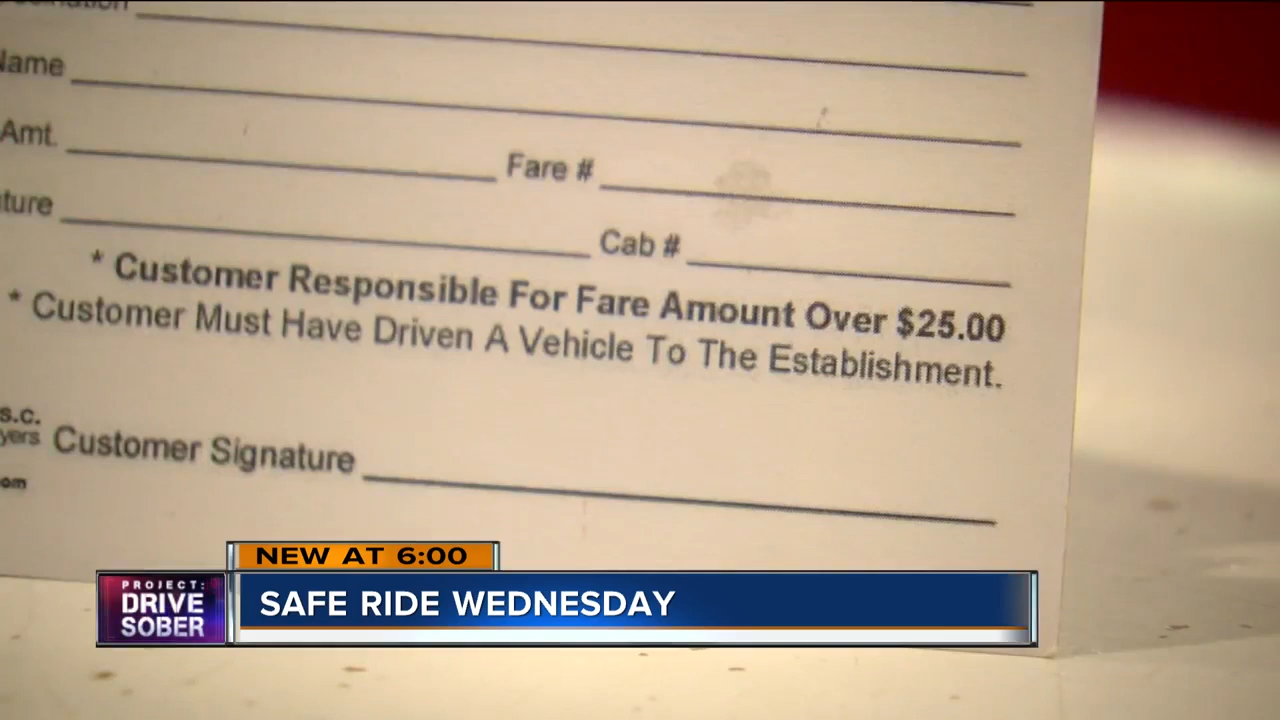 Amt.
Fare #
Cab #
* Customer Responsible For Fare Amount Over $25.00
* Customer Must Have Driven A Vehicle To The Establishment.
s.c.
Customer Signature
NEW AT 6:00
PROJECT:
DRIVE
SOBER
SAFE RIDE WEDNESDAY